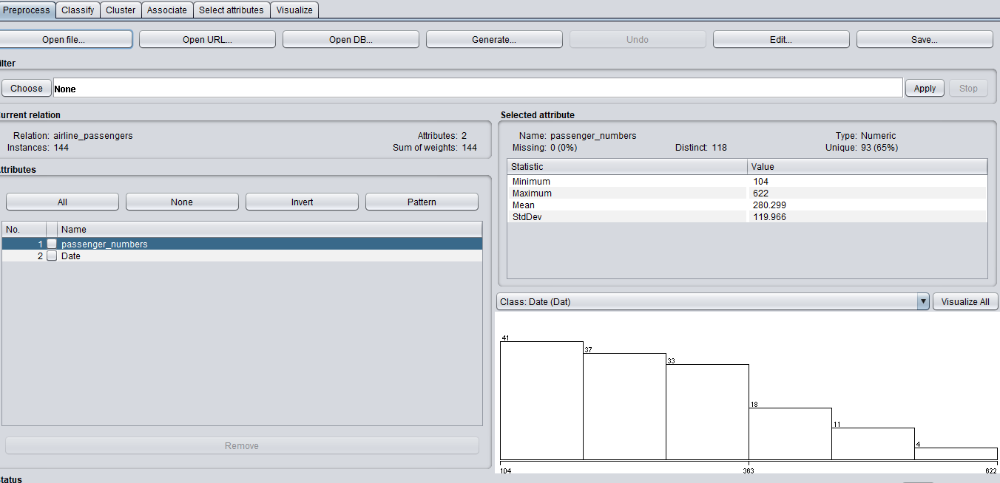 Preprocess Classify Cluster Associate Select attributes Visualize
Open file... Open URL... Open DB... Generate... Undo Edit... Save...
ilter
Choose None Apply Stop
urrent relation
Relation: airline_passengers Attributes: 2
Instances: 144 Sum of weights: 144
ttributes
All None Invert Pattern
No. Name
1 passenger_numbers
2 Date
Remove
tatus
Selected attribute
Name: passenger_numbers Type: Numeric
Missing: 0 (0%) Distinct: 118 Unique: 93 (65%)
Statistic Value
Minimum 104
Maximum 622
Mean 280.299
StdDev 119.966
Class: Date (Dat) Visualize All
41
37
33
18
11
4
104 363 622